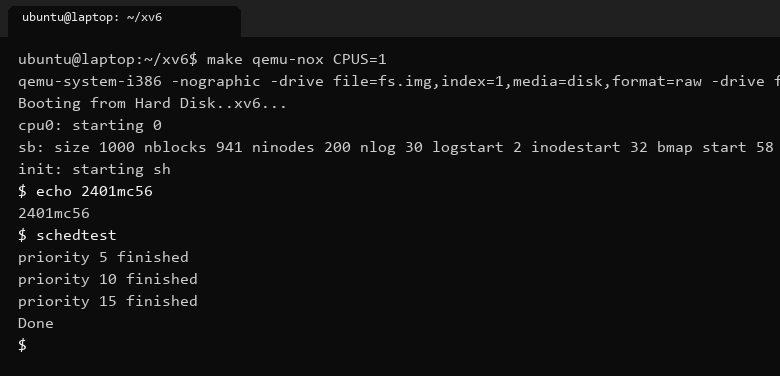 ubuntu@laptop: ~/xv6
ubuntu@laptop:~/xv6$ make qemu-nox CPUS=1
qemu-system-i386 -nographic -drive file=fs.img,index=1,media=disk,format=raw -drive f
Booting from Hard Disk..xv6...
cpu0: starting 0
sb: size 1000 nblocks 941 ninodes 200 nlog 30 logstart 2 inodestart 32 bmap start 58
init: starting sh
$ echo 2401mc56
2401mc56
$ schedtest
priority 5 finished
priority 10 finished
priority 15 finished
Done
$